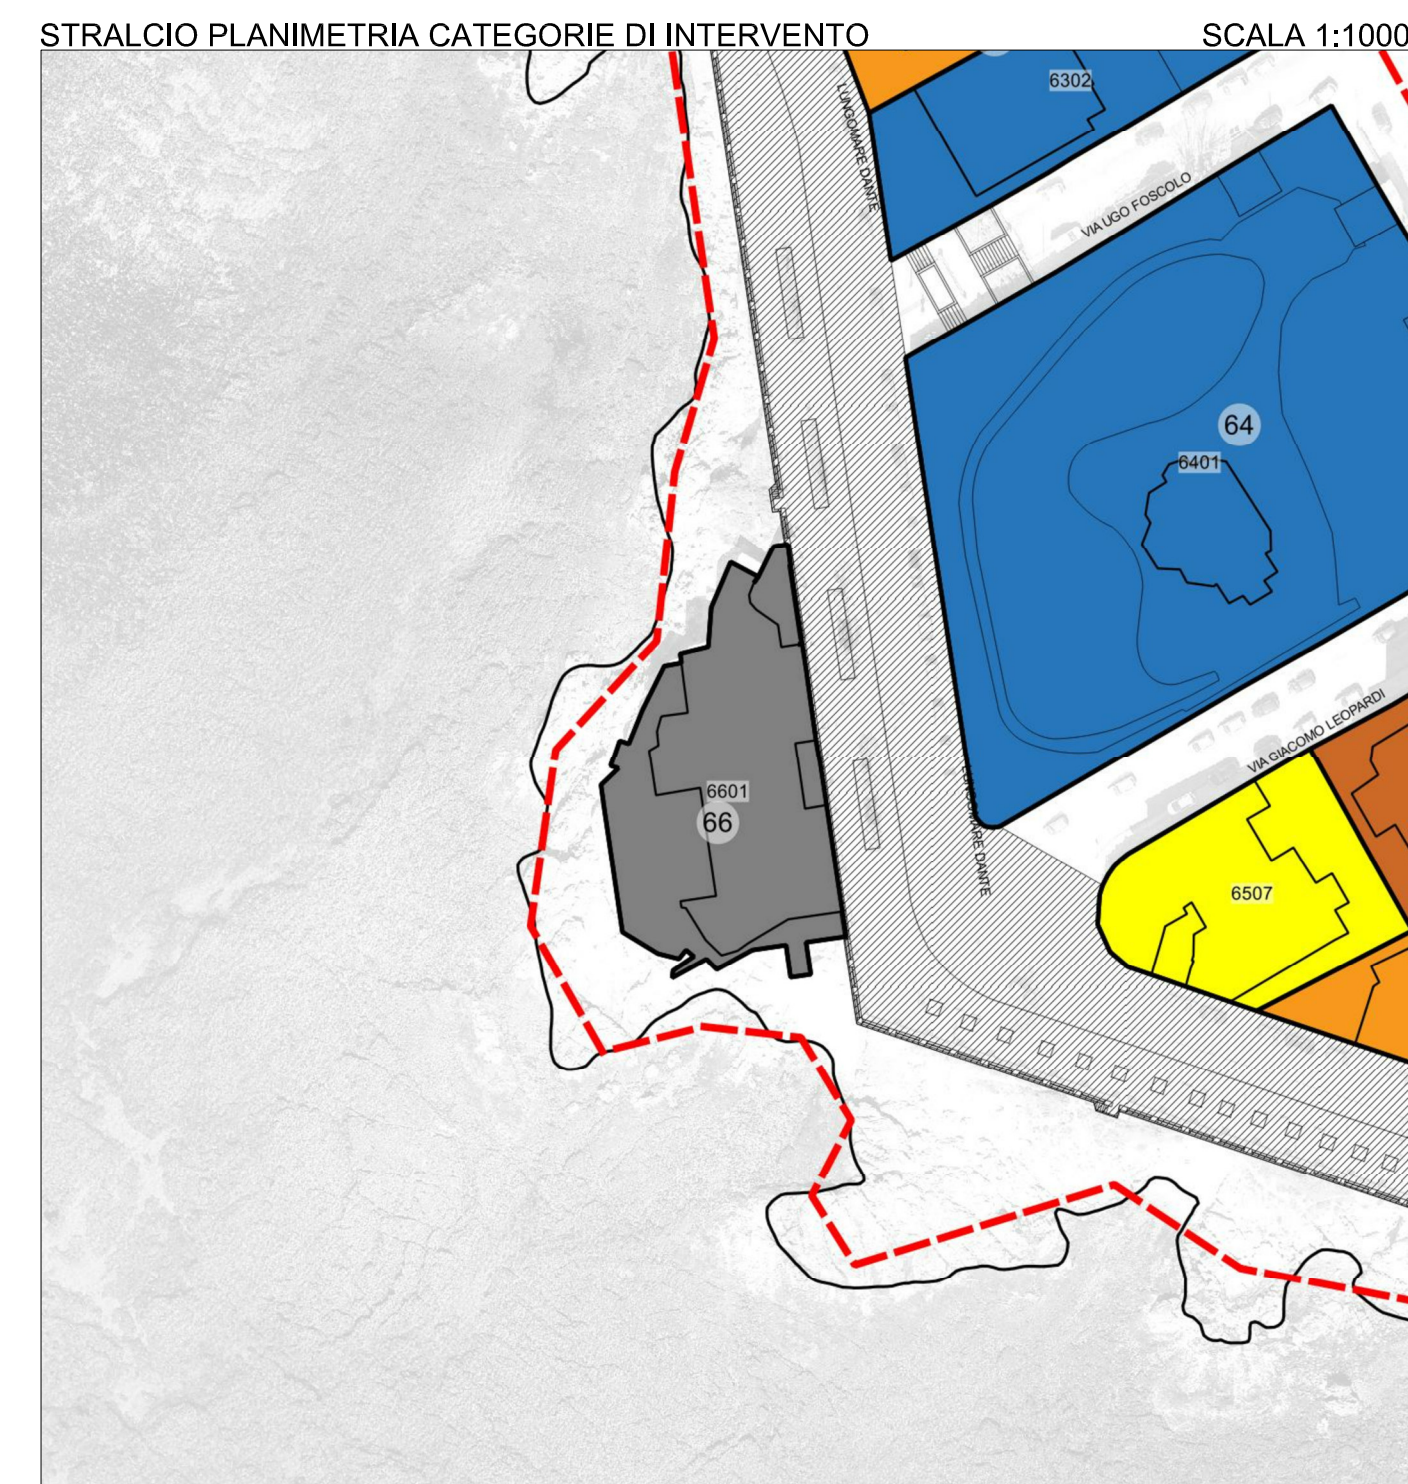 STRALCIO PLANIMETRIA CATEGORIE DI INTERVENTO
SCALA 1:1000
6302
LUNGOMARE DANTE
VIA UGO FOSCOLO
64
6401
VIA GIACOMO LEOPARDI
6601
66
LUNGOMARE DANTE
6507